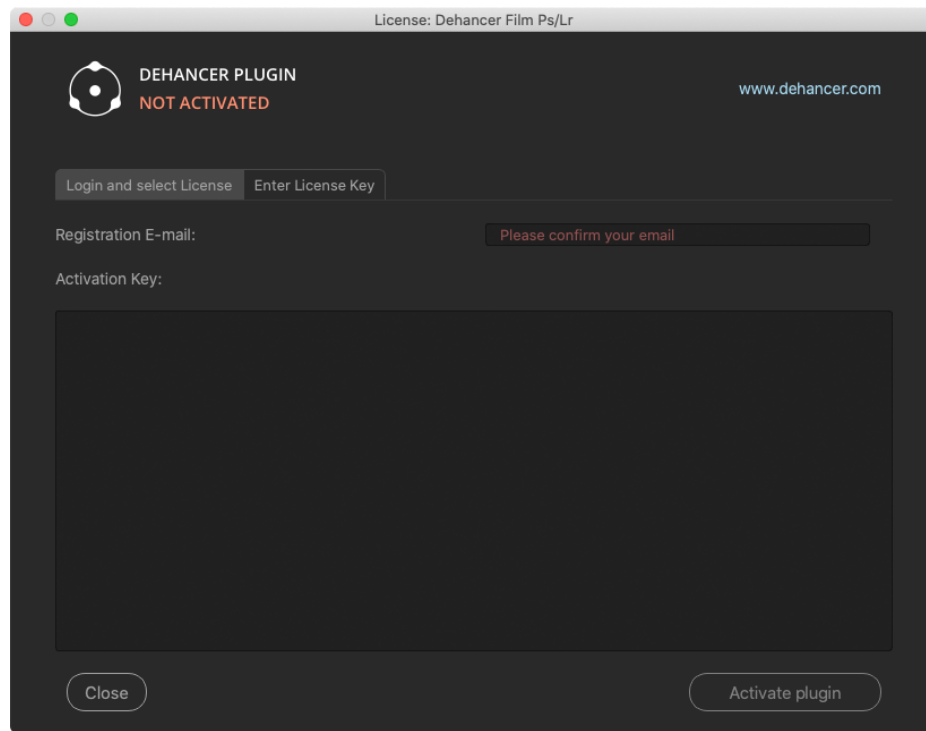 License: Dehancer Film Ps/Lr
DEHANCER PLUGIN
NOT ACTIVATED
www.dehancer.com
Login and select License Enter License Key
Registration E-mail: Please confirm your email
Activation Key:
Close Activate plugin